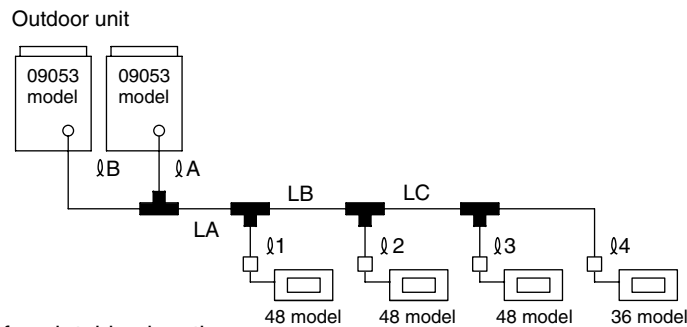 Outdoor unit
09053
model
09053
model
ℓB
ℓA
LA
LB
LC
ℓ1
ℓ2
ℓ3
ℓ4
48 model
48 model
48 model
36 model